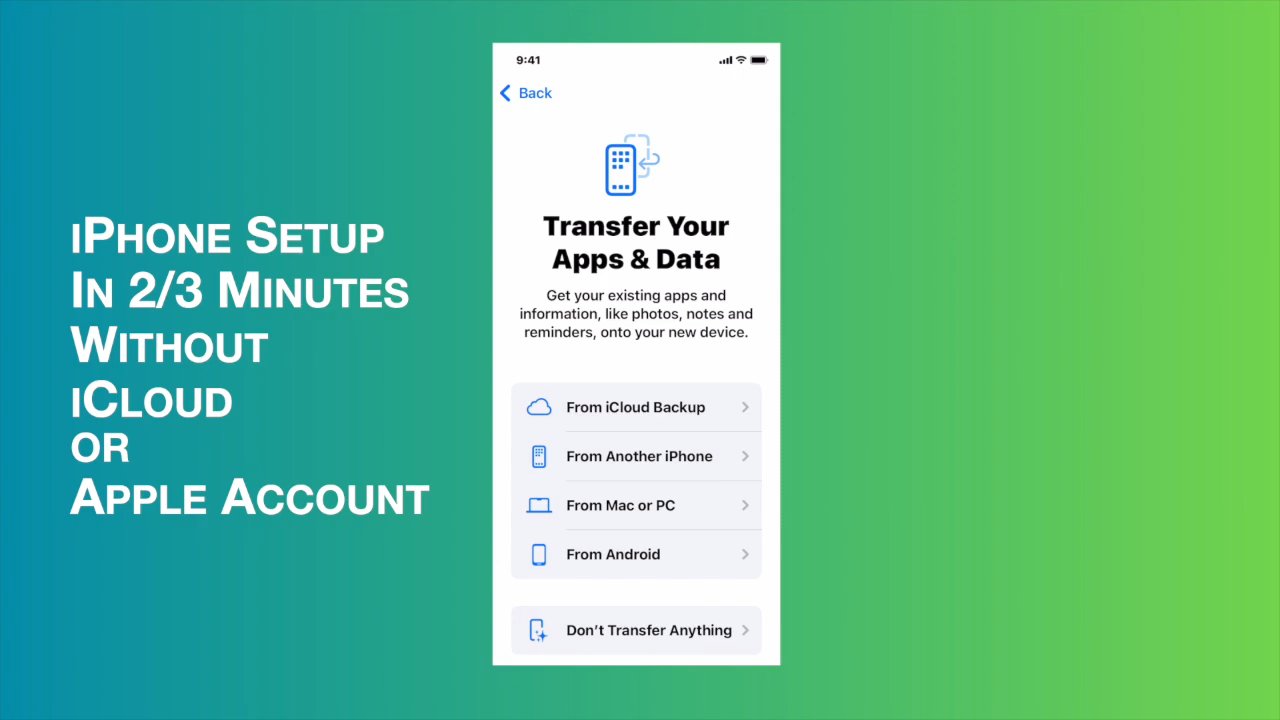 iPhone Setup
In 2/3 Minutes
Without
iCloud
or
Apple Account
9:41
Back
Transfer Your
Apps & Data
Get your existing apps and
information, like photos, notes and
reminders, onto your new device.
From iCloud Backup
From Another iPhone
From Mac or PC
From Android
Don’t Transfer Anything